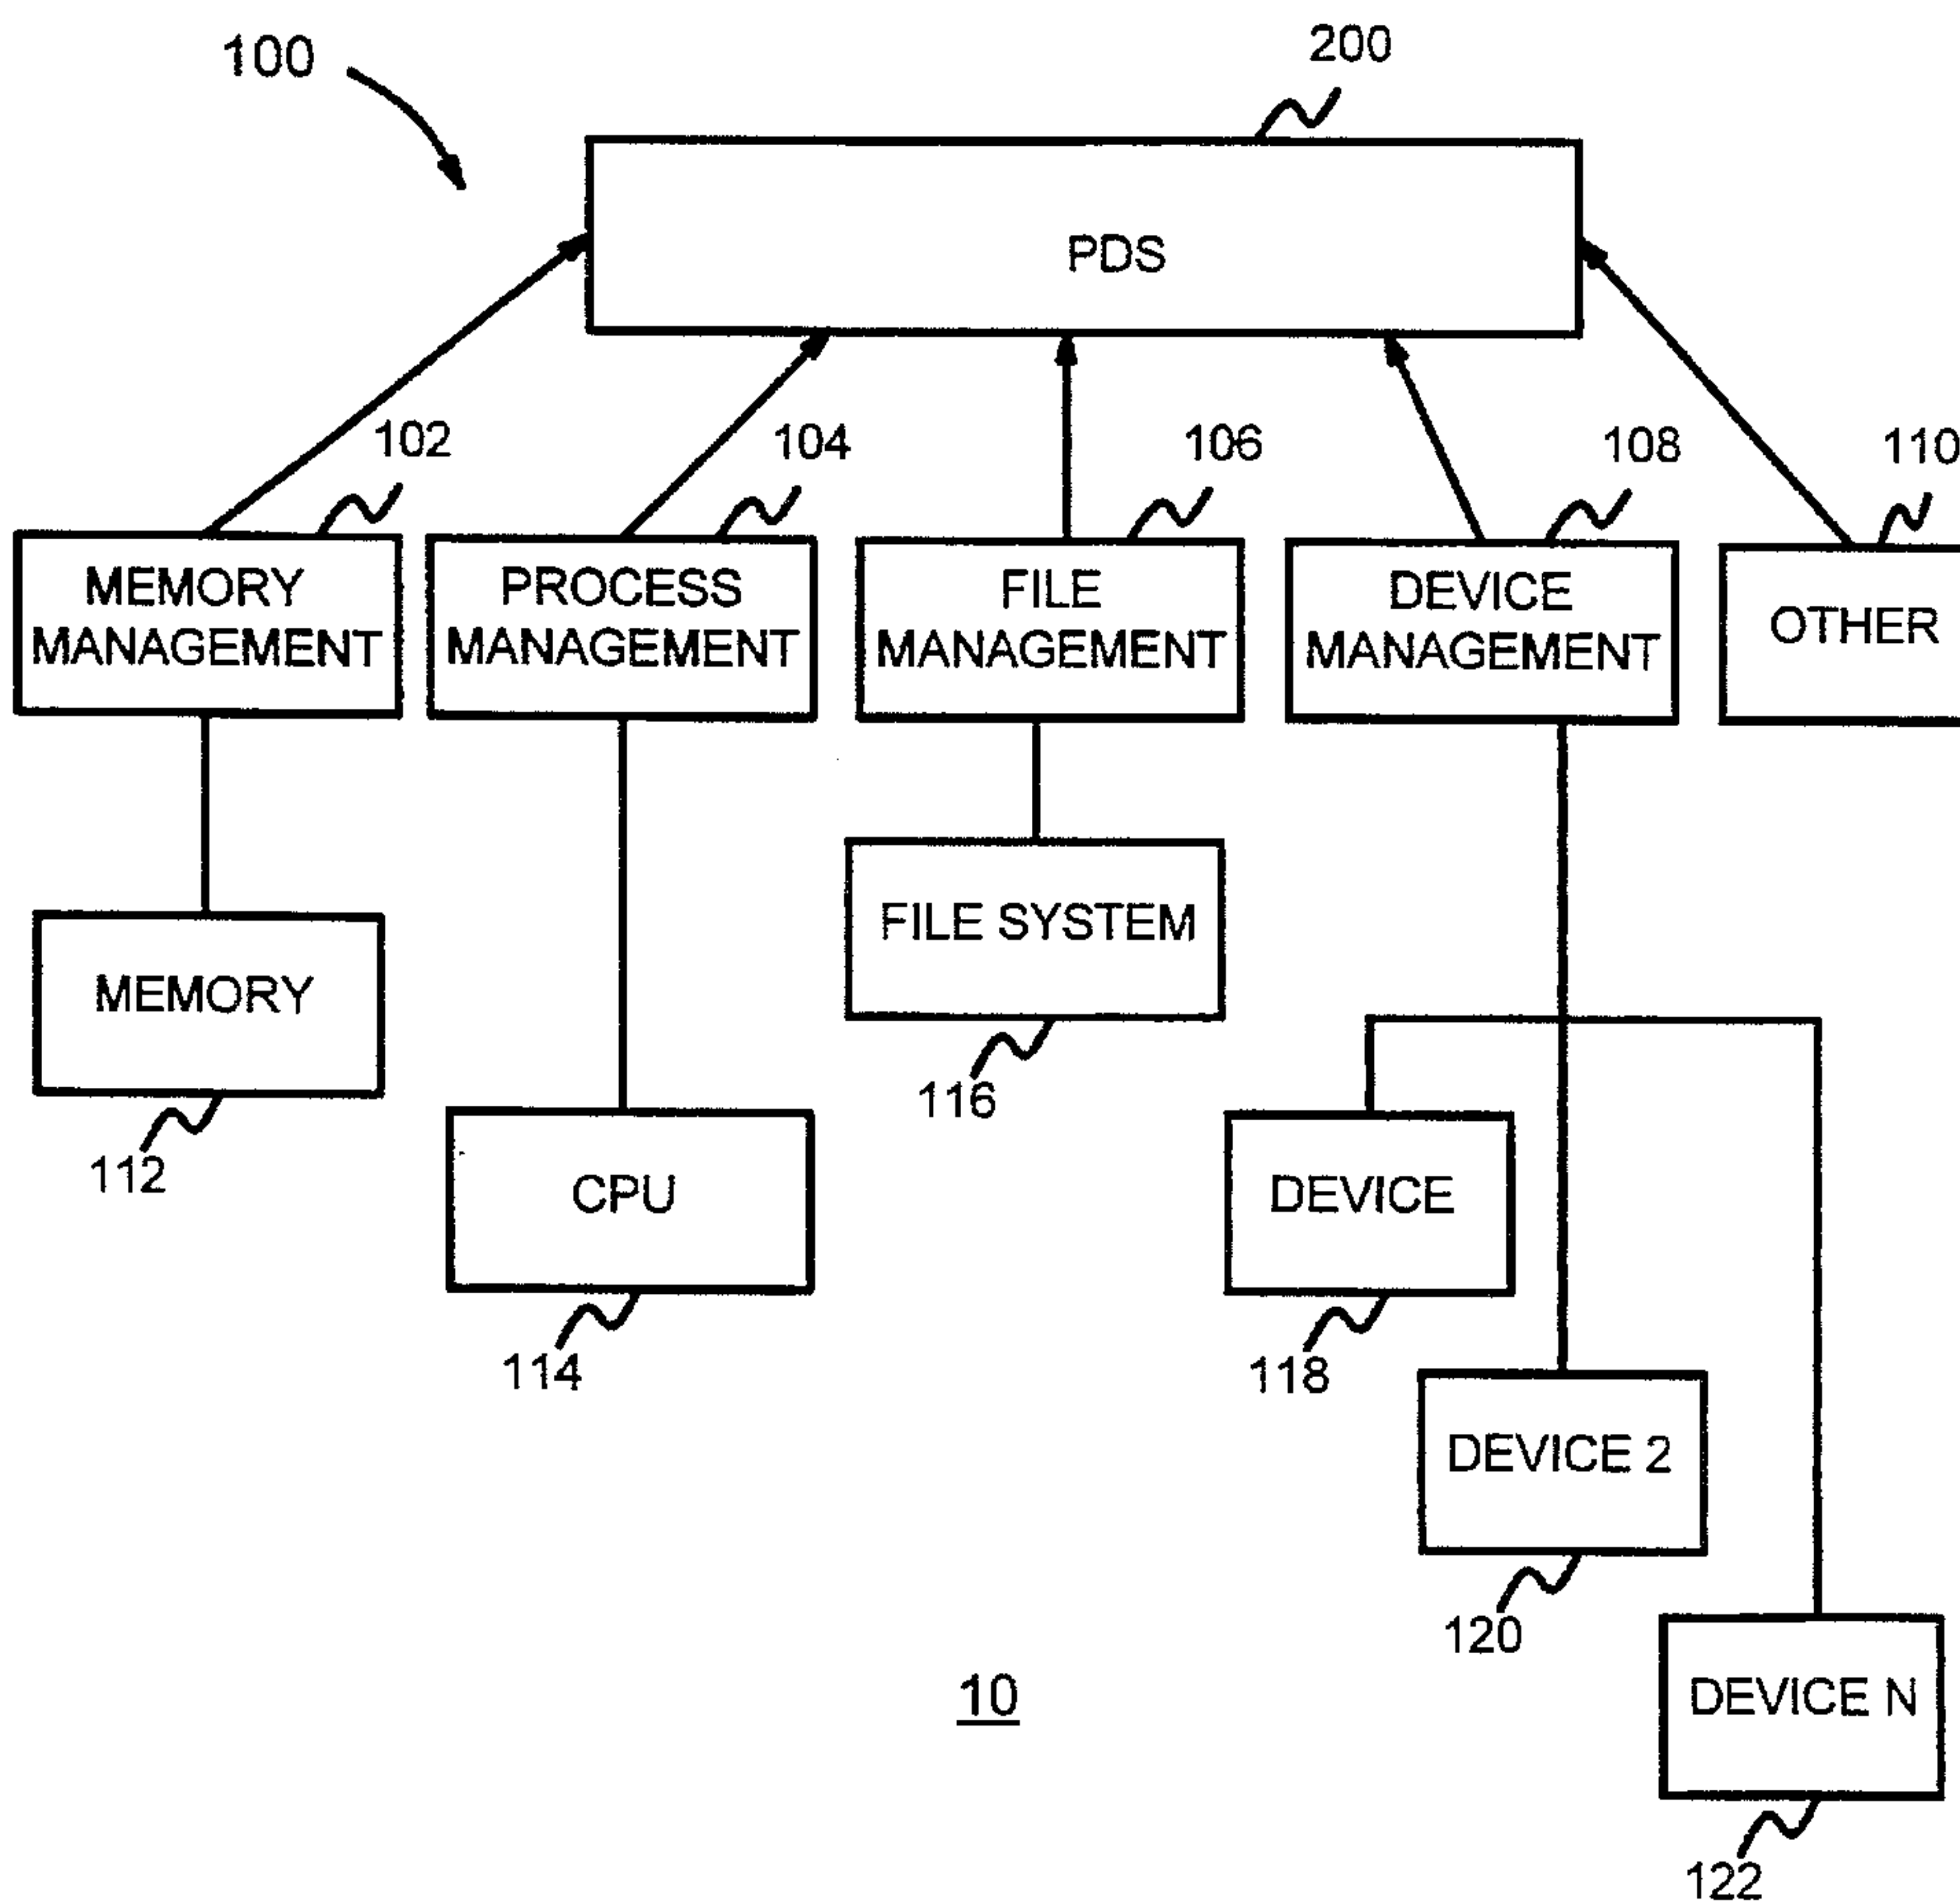 100
200
PDS
102
104
106
108
110
MEMORY
MANAGEMENT
PROCESS
MANAGEMENT
FILE
MANAGEMENT
DEVICE
MANAGEMENT
OTHER
FILE SYSTEM
MEMORY
116
112
CPU
DEVICE
114
118
DEVICE 2
120
10
DEVICE N
122